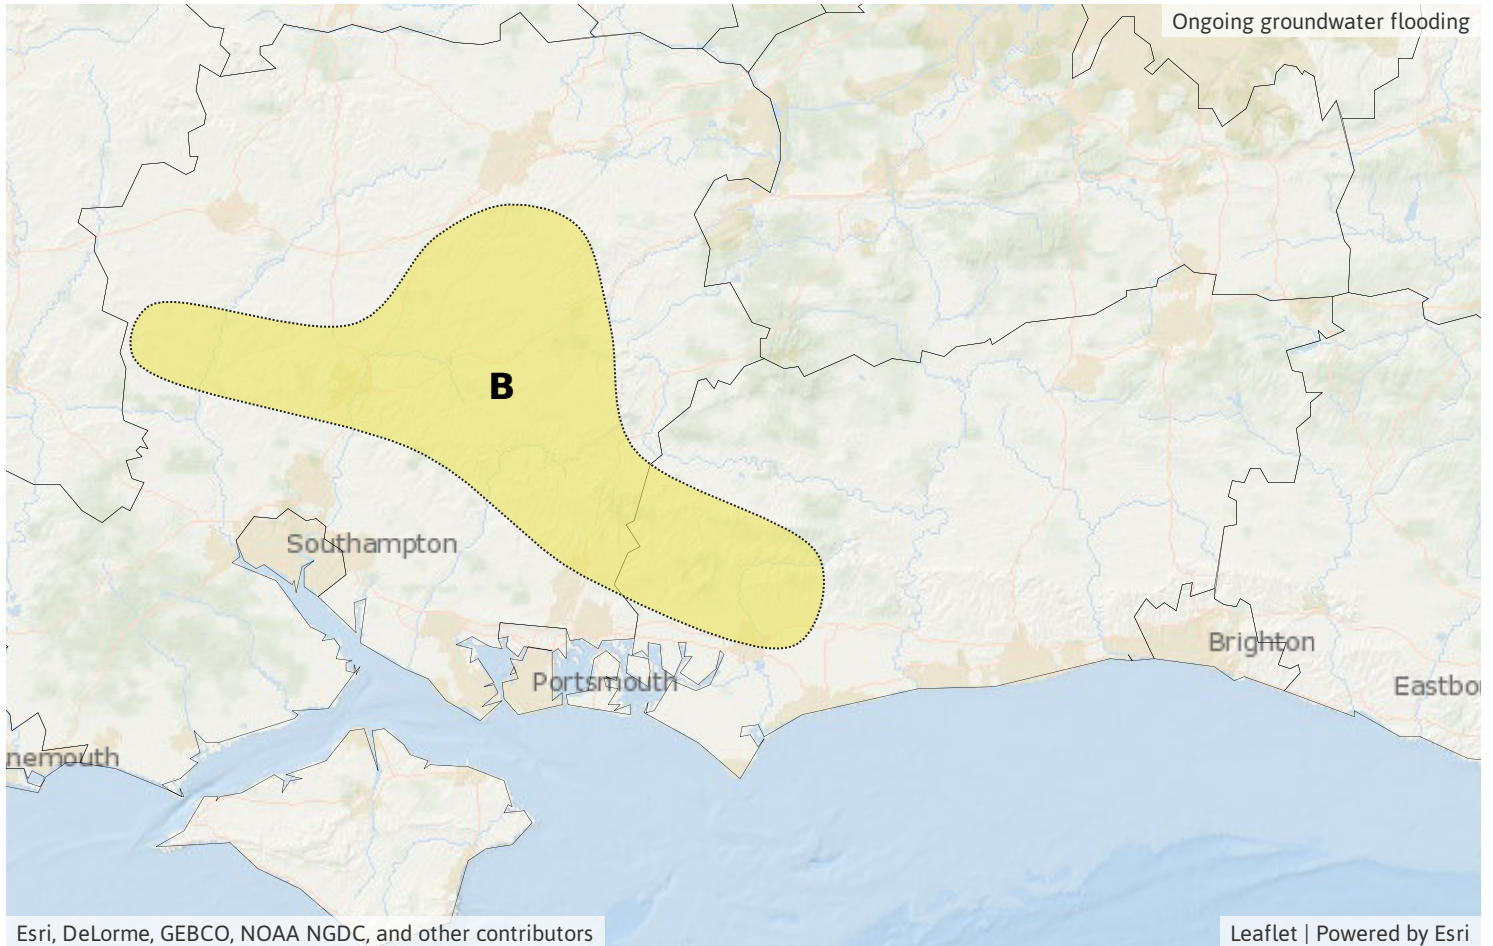 Ongoing groundwater flooding
B
Southampton
Brighton
Portsmouth
Eastbo
nemouth
Esri, DeLorme, GEBCO, NOAA NGDC, and other contributors
Leaflet | Powered by Esri